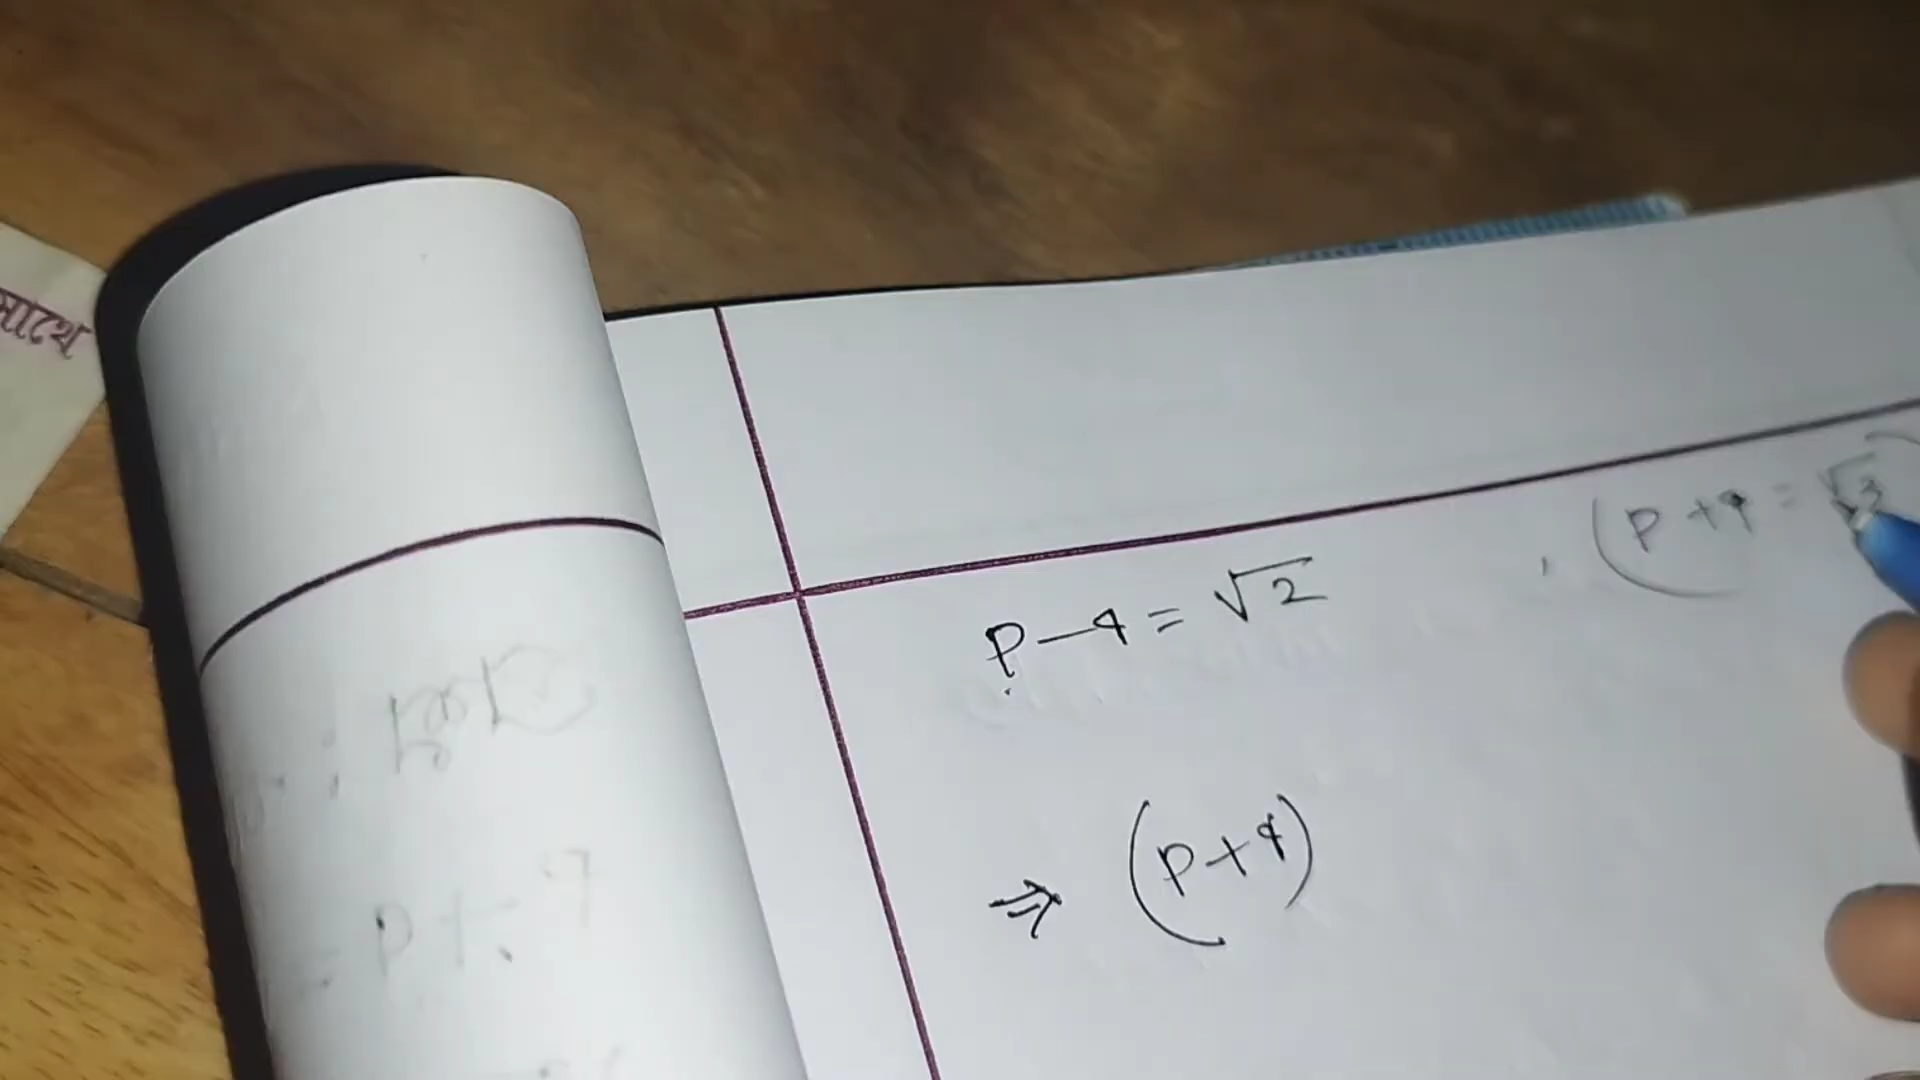 সাথে
P - q = √2 , (P + q = √3)
⇒ (P + q)